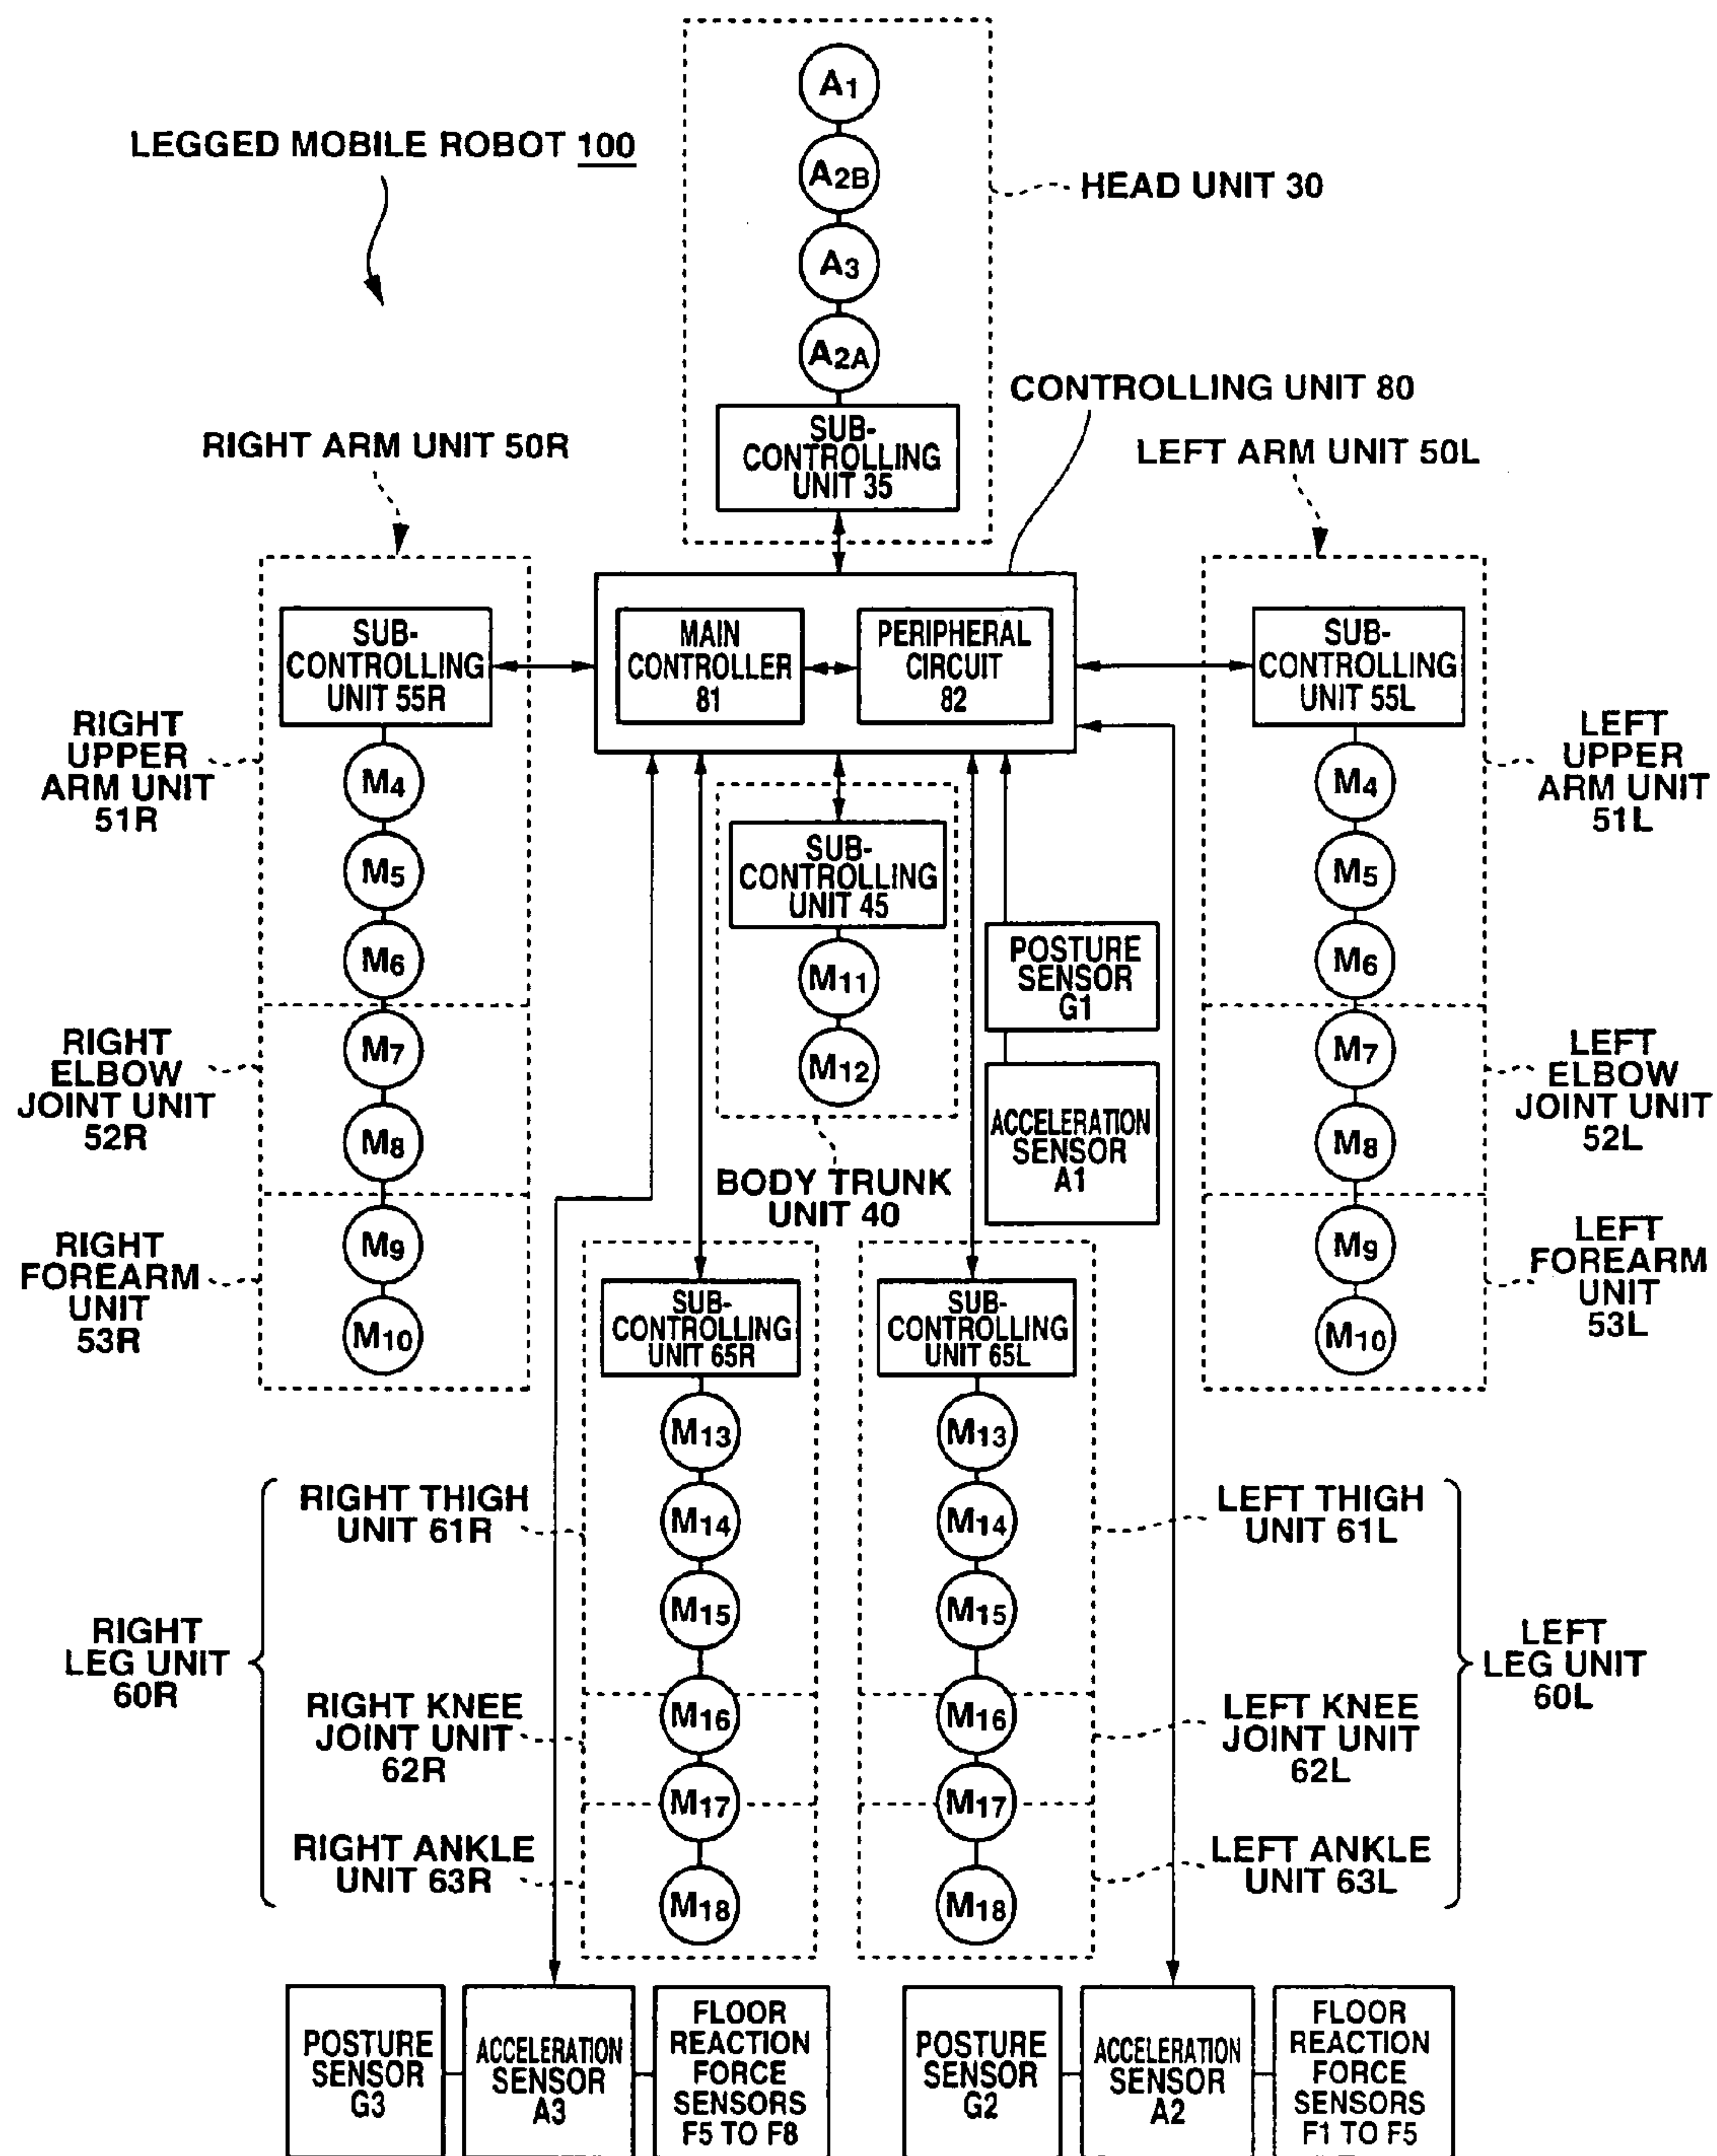 LEGGED MOBILE ROBOT 100
A1
A2B
A3
A2A
HEAD UNIT 30
SUB-
CONTROLLING
UNIT 35
CONTROLLING UNIT 80
RIGHT ARM UNIT 50R
LEFT ARM UNIT 50L
SUB-
CONTROLLING
UNIT 55R
MAIN
CONTROLLER
81
PERIPHERAL
CIRCUIT
82
SUB-
CONTROLLING
UNIT 55L
RIGHT
UPPER
ARM UNIT
51R
M4
M5
M6
RIGHT
ELBOW
JOINT UNIT
52R
M7
M8
RIGHT
FOREARM
UNIT
53R
M9
M10
SUB-
CONTROLLING
UNIT 45
M11
M12
BODY TRUNK
UNIT 40
POSTURE
SENSOR
G1
ACCELERATION
SENSOR
A1
M4
M5
M6
LEFT
UPPER
ARM UNIT
51L
M7
M8
LEFT
ELBOW
JOINT UNIT
52L
M9
M10
LEFT
FOREARM
UNIT
53L
SUB-
CONTROLLING
UNIT 65R
M13
M14
M15
M16
M17
M18
SUB-
CONTROLLING
UNIT 65L
M13
M14
M15
M16
M17
M18
RIGHT
LEG UNIT
60R
RIGHT THIGH
UNIT 61R
RIGHT KNEE
JOINT UNIT
62R
RIGHT ANKLE
UNIT 63R
LEFT THIGH
UNIT 61L
LEFT KNEE
JOINT UNIT
62L
LEFT ANKLE
UNIT 63L
LEFT
LEG UNIT
60L
POSTURE
SENSOR
G3
ACCELERATION
SENSOR
A3
FLOOR
REACTION
FORCE
SENSORS
F5 TO F8
POSTURE
SENSOR
G2
ACCELERATION
SENSOR
A2
FLOOR
REACTION
FORCE
SENSORS
F1 TO F5